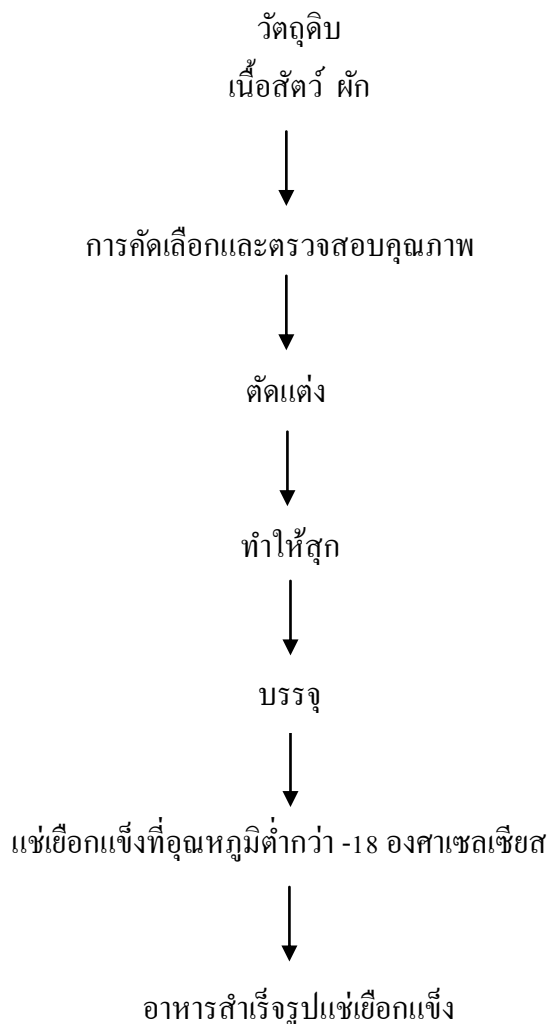 วัตถุดิบ
เนื้อสัตว์ ผัก
การคัดเลือกและตรวจสอบคุณภาพ
ตัดแต่ง
ทำให้สุก
บรรจุ
แช่เยือกแข็งที่อุณหภูมิต่ำกว่า -18 องศาเซลเซียส
อาหารสำเร็จรูปแช่เยือกแข็ง